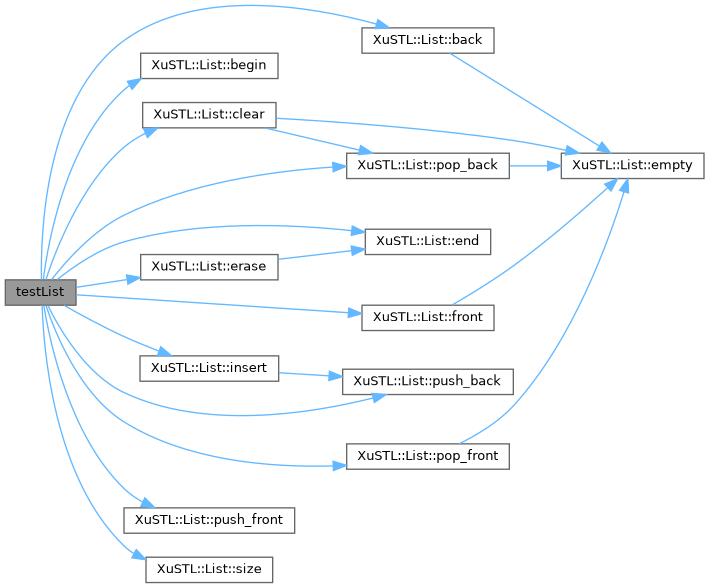 XuSTL::List::back
XuSTL::List::begin
XuSTL::List::clear
XuSTL::List::pop_back
XuSTL::List::empty
XuSTL::List::end
XuSTL::List::erase
testList
XuSTL::List::front
XuSTL::List::insert
XuSTL::List::push_back
XuSTL::List::pop_front
XuSTL::List::push_front
XuSTL::List::size